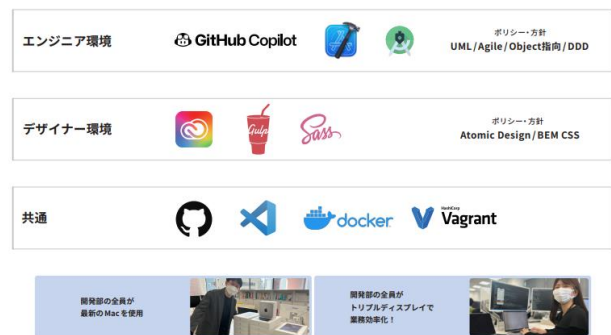 エンジニア環境
GitHub Copilot
ポリシー・方針
UML/Agile/Object指向/DDD
デザイナー環境
Gulp
Sass
ポリシー・方針
Atomic Design/BEM CSS
共通
docker
HashiCorp
Vagrant
開発部の全員が
最新のMacを使用
開発部の全員が
トリプルディスプレイで
業務効率化！